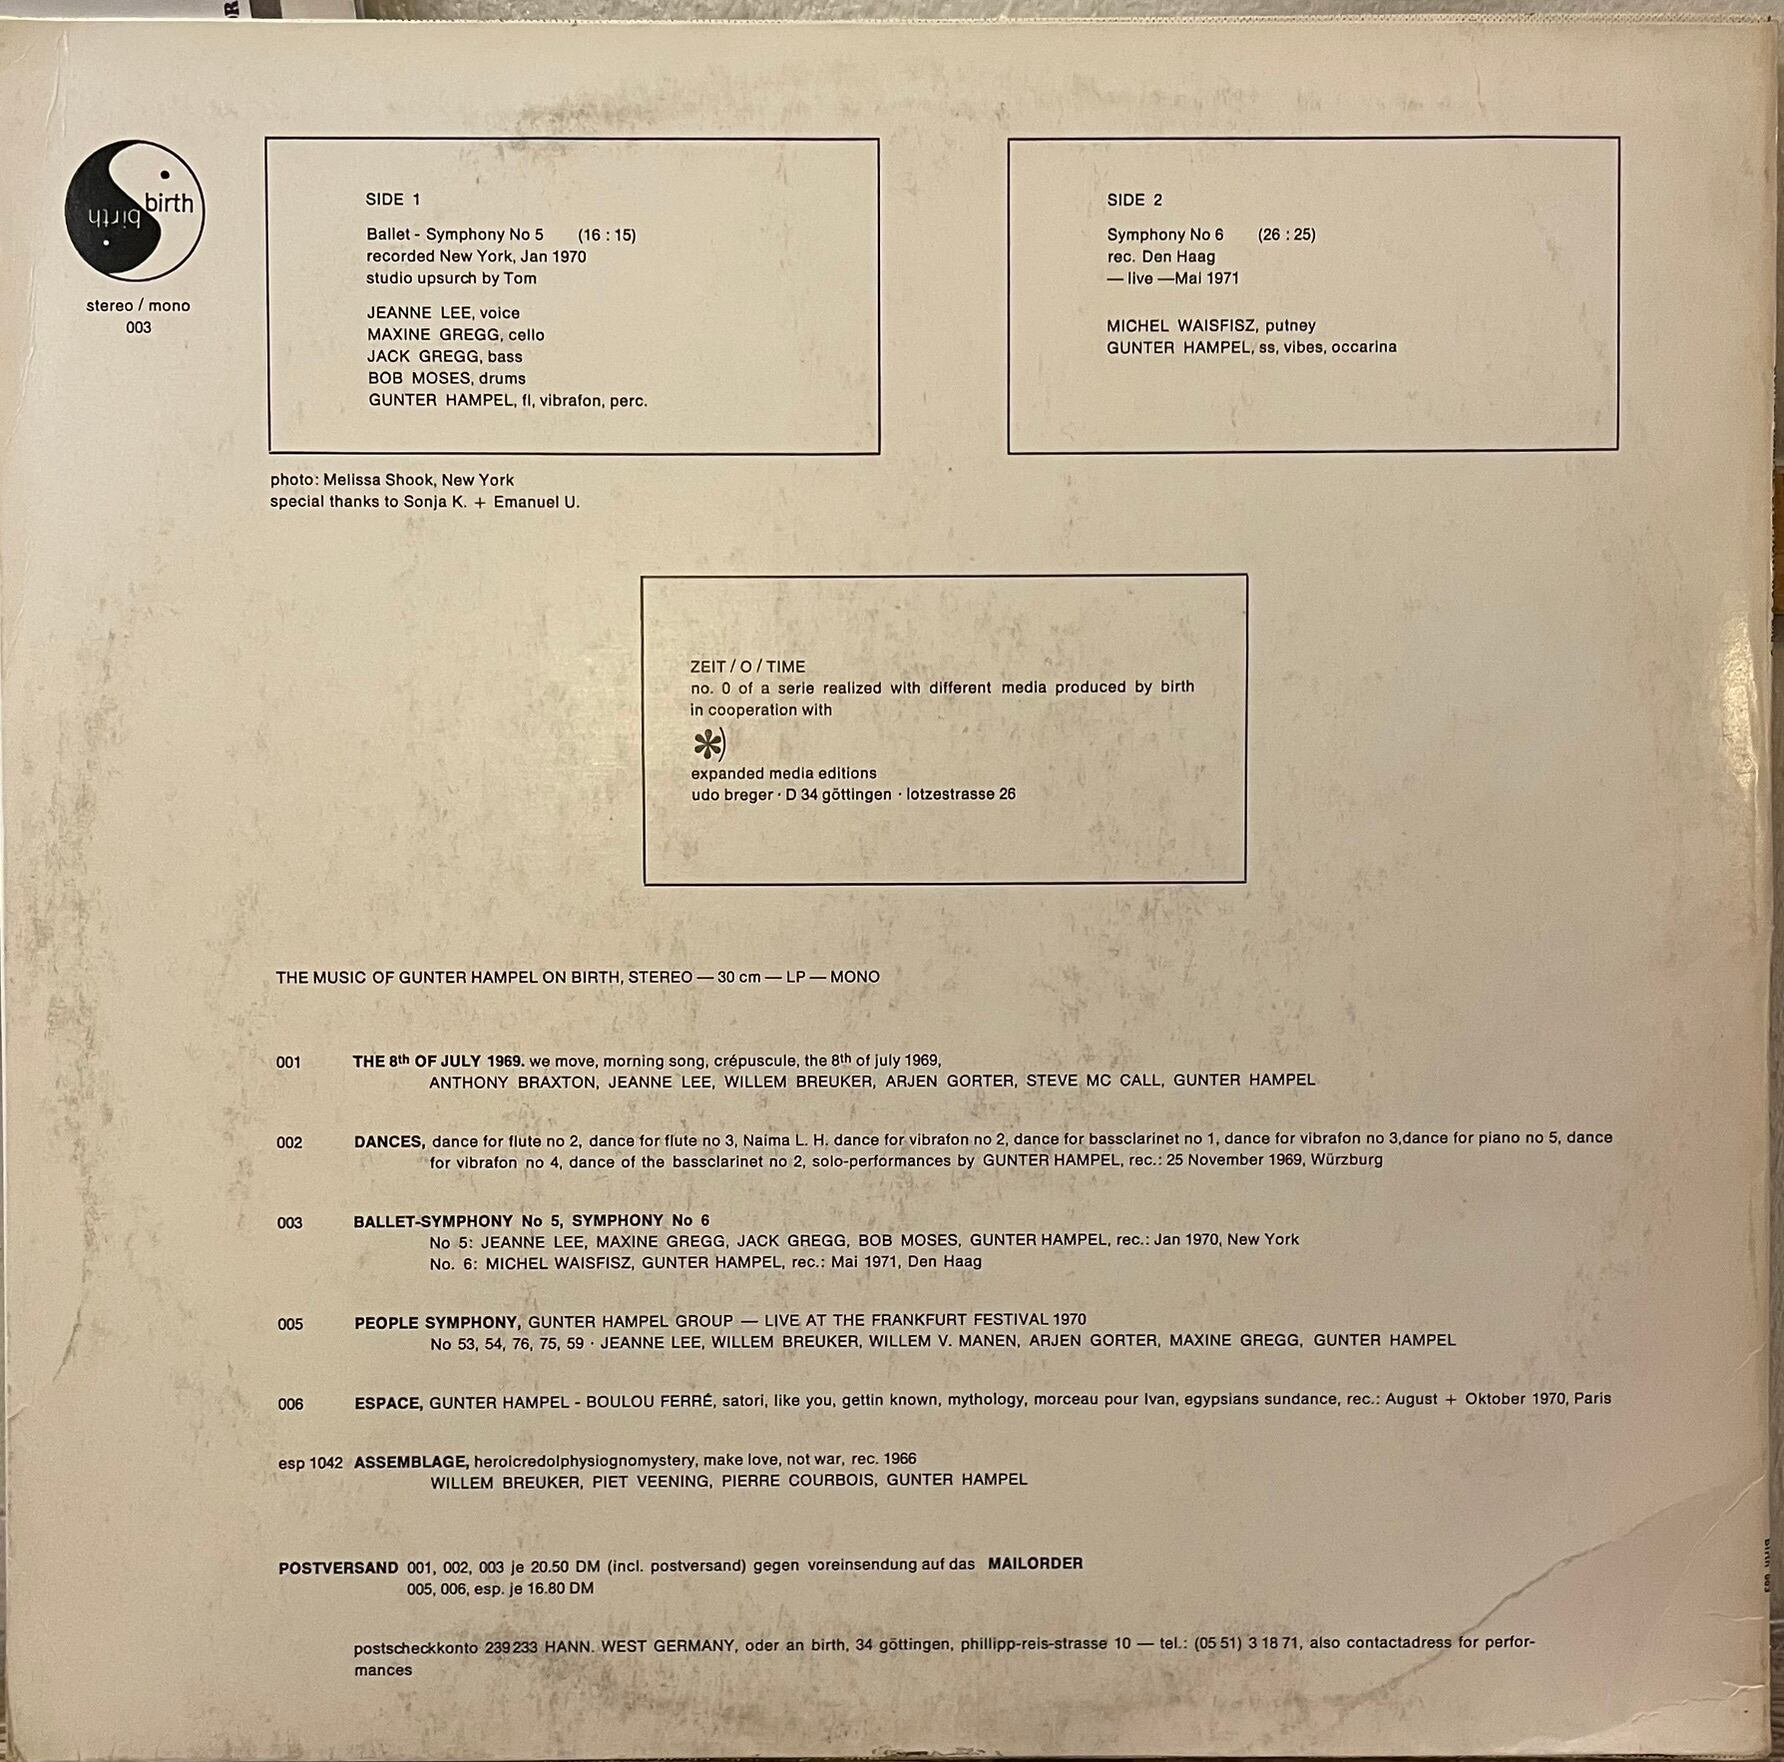 birth
birth
stereo / mono
003
SIDE 1
Ballet - Symphony No 5 (16 : 15)
recorded New York, Jan 1970
studio upsurch by Tom
JEANNE LEE, voice
MAXINE GREGG, cello
JACK GREGG, bass
BOB MOSES, drums
GUNTER HAMPEL, fl, vibrafon, perc.
SIDE 2
Symphony No 6 (26 : 25)
rec. Den Haag
— live —Mai 1971
MICHEL WAISFISZ, putney
GUNTER HAMPEL, ss, vibes, occarina
photo: Melissa Shook, New York
special thanks to Sonja K. + Emanuel U.
ZEIT / O / TIME
no. 0 of a serie realized with different media produced by birth
in cooperation with
*)
expanded media editions
udo breger · D 34 göttingen · lotzestrasse 26
THE MUSIC OF GUNTER HAMPEL ON BIRTH, STEREO — 30 cm — LP — MONO
001 THE 8th OF JULY 1969. we move, morning song, crépuscule, the 8th of july 1969,
ANTHONY BRAXTON, JEANNE LEE, WILLEM BREUKER, ARJEN GORTER, STEVE MC CALL, GUNTER HAMPEL
002 DANCES, dance for flute no 2, dance for flute no 3, Naima L. H. dance for vibrafon no 2, dance for bassclarinet no 1, dance for vibrafon no 3,dance for piano no 5, dance
for vibrafon no 4, dance of the bassclarinet no 2, solo-performances by GUNTER HAMPEL, rec.: 25 November 1969, Würzburg
003 BALLET-SYMPHONY No 5, SYMPHONY No 6
No 5: JEANNE LEE, MAXINE GREGG, JACK GREGG, BOB MOSES, GUNTER HAMPEL, rec.: Jan 1970, New York
No. 6: MICHEL WAISFISZ, GUNTER HAMPEL, rec.: Mai 1971, Den Haag
005 PEOPLE SYMPHONY, GUNTER HAMPEL GROUP — LIVE AT THE FRANKFURT FESTIVAL 1970
No 53, 54, 76, 75, 59 · JEANNE LEE, WILLEM BREUKER, WILLEM V. MANEN, ARJEN GORTER, MAXINE GREGG, GUNTER HAMPEL
006 ESPACE, GUNTER HAMPEL - BOULOU FERRÉ, satori, like you, gettin known, mythology, morceau pour Ivan, egypsians sundance, rec.: August + Oktober 1970, Paris
esp 1042 ASSEMBLAGE, heroicredolphysiognomystery, make love, not war, rec. 1966
WILLEM BREUKER, PIET VEENING, PIERRE COURBOIS, GUNTER HAMPEL
POSTVERSAND 001, 002, 003 je 20.50 DM (incl. postversand) gegen voreinsendung auf das MAILORDER
005, 006, esp. je 16.80 DM
postscheckkonto 239233 HANN. WEST GERMANY, oder an birth, 34 göttingen, phillipp-reis-strasse 10 — tel.: (05 51) 3 18 71, also contactadress for perfor-
mances